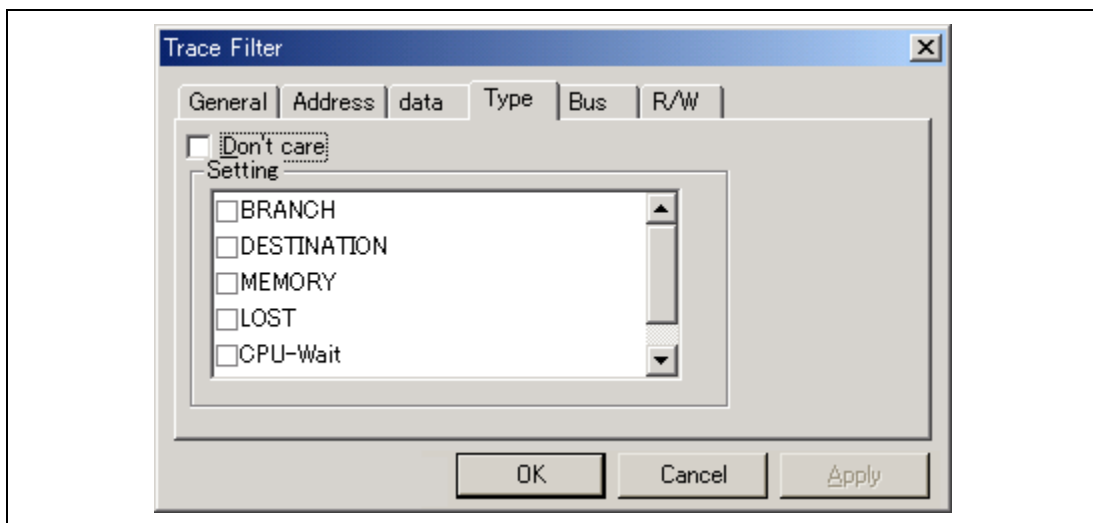 Trace Filter
General Address data Type Bus R/W
Don't care
Setting
BRANCH
DESTINATION
MEMORY
LOST
CPU-Wait
OK Cancel Apply